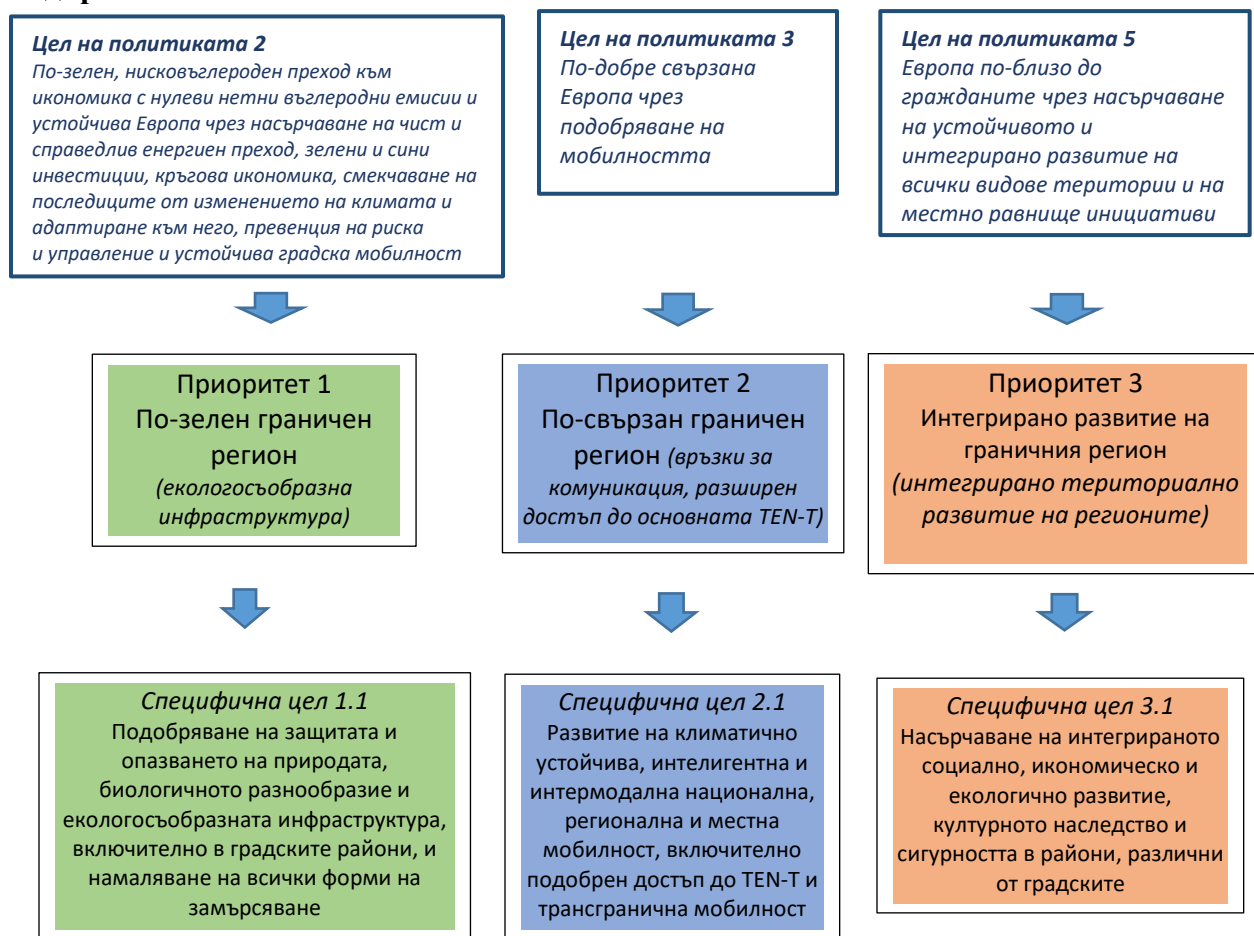 Цел на политиката 2
По-зелен, нисковъглероден преход към
икономика с нулеви нетни въглеродни емисии и
устойчива Европа чрез насърчаване на чист и
справедлив енергиен преход, зелени и сини
инвестиции, кръгова икономика, смекчаване на
последиците от изменението на климата и
адаптиране към него, превенция на риска
и управление и устойчива градска мобилност
Цел на политиката 3
По-добре свързана
Европа чрез
подобряване на
мобилността
Цел на политиката 5
Европа по-близо до
гражданите чрез насърчаване
на устойчивото и
интегрирано развитие на
всички видове територии и на
местно равнище инициативи
Приоритет 1
По-зелен граничен
регион
(екологосъобразна
инфраструктура)
Приоритет 2
По-свързан граничен
регион (връзки за
комуникация, разширен
достъп до основната TEN-T)
Приоритет 3
Интегрирано развитие на
граничния регион
(интегрирано териториално
развитие на регионите)
Специфична цел 1.1
Подобряване на защитата и
опазването на природата,
биологичното разнообразие и
екологосъобразната инфраструктура,
включително в градските райони, и
намаляване на всички форми на
замърсяване
Специфична цел 2.1
Развитие на климатично
устойчива, интелигентна и
интермодална национална,
регионална и местна
мобилност, включително
подобрен достъп до TEN-T и
трансгранична мобилност
Специфична цел 3.1
Насърчаване на интегрираното
социално, икономическо и
екологично развитие,
културното наследство и
сигурността в райони, различни
от градските